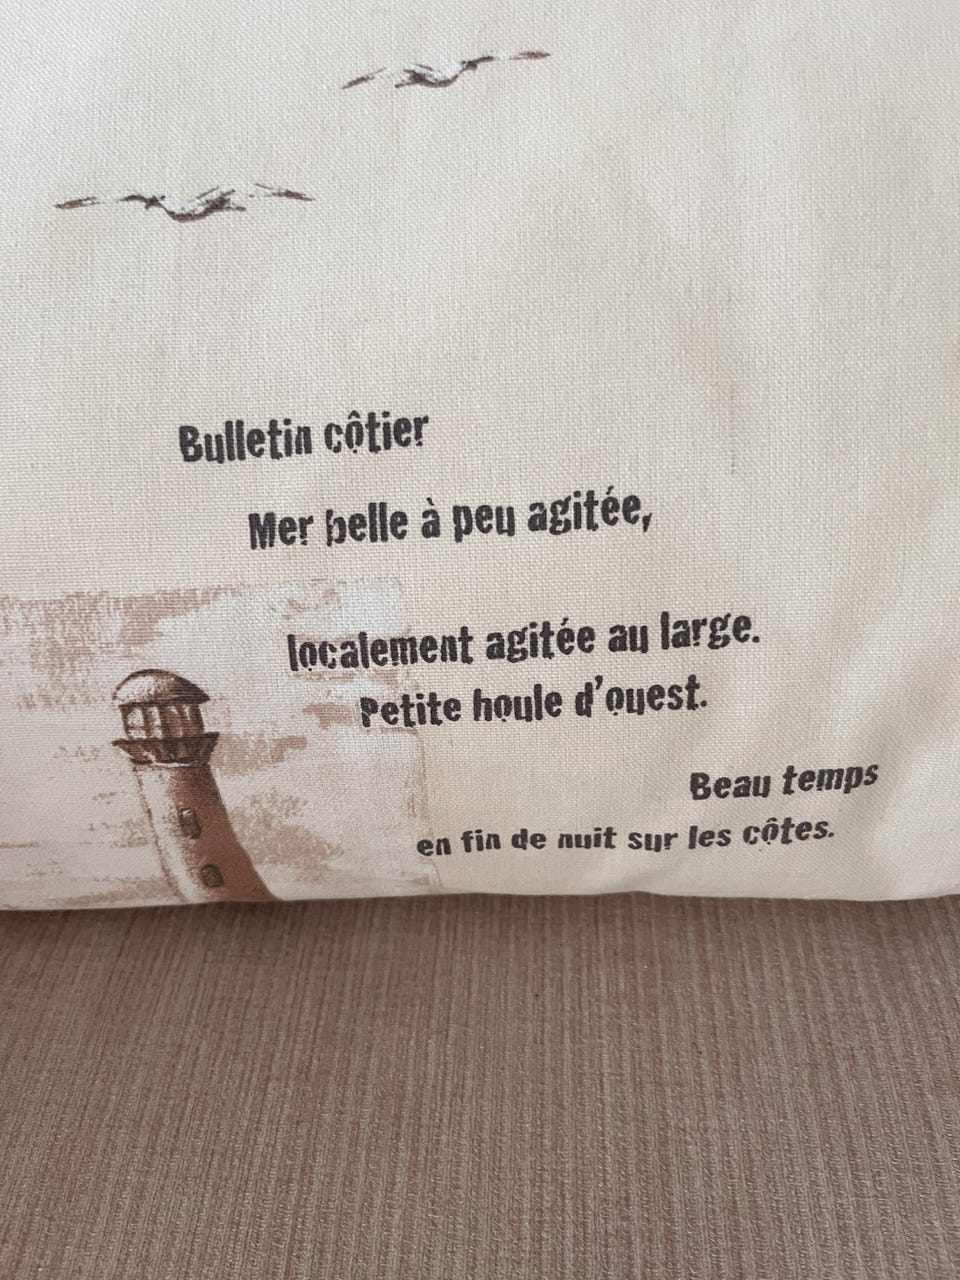 Bulletin côtier
Mer belle à peu agitée,
localement agitée au large.
Petite houle d'ouest.
Beau temps
en fin de nuit sur les côtes.